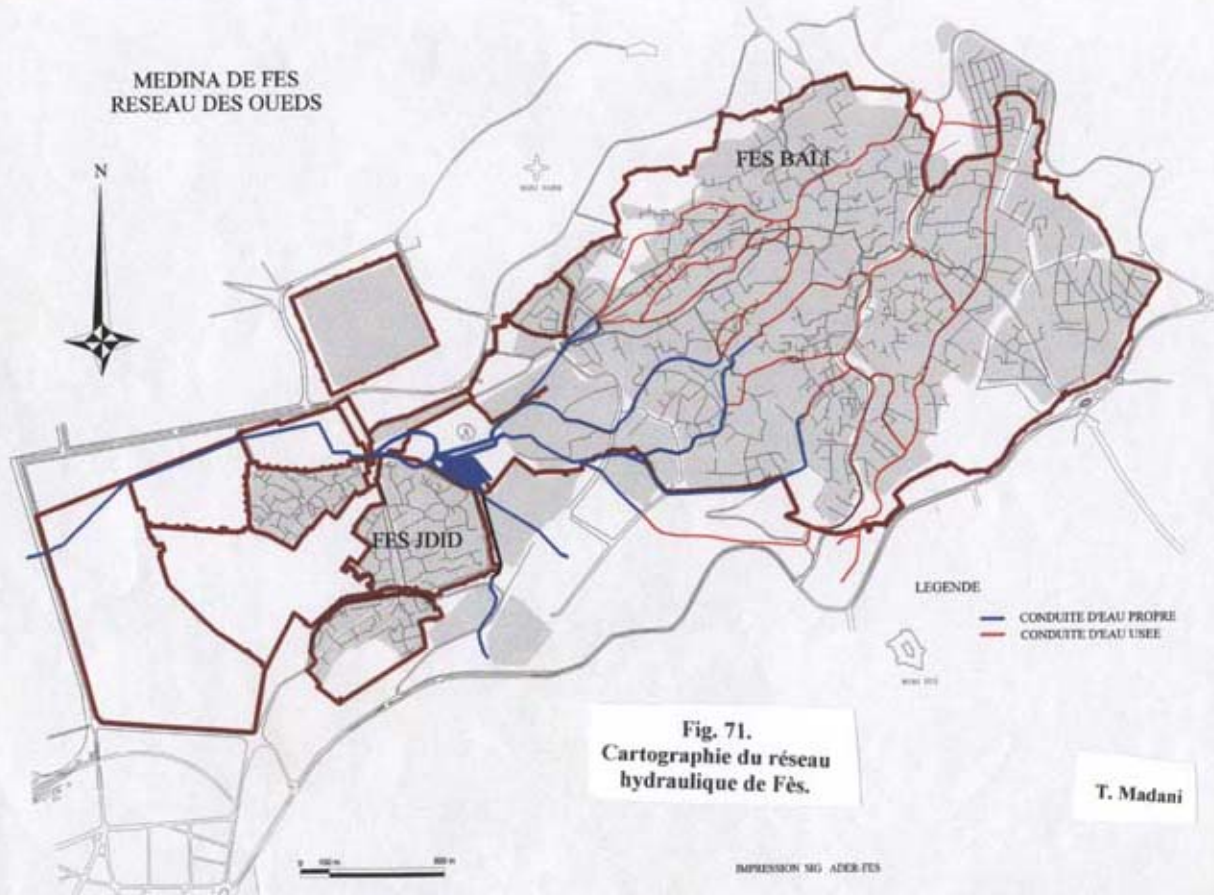 MEDINA DE FES
RESEAU DES OUEDS
N
FES BALI
FES JDID
LEGENDE
CONDUITE D'EAU PROPRE
CONDUITE D'EAU USEE
Fig. 71.
Cartographie du réseau
hydraulique de Fès.
T. Madani
0
IMPRESSION SIG ADER-FES